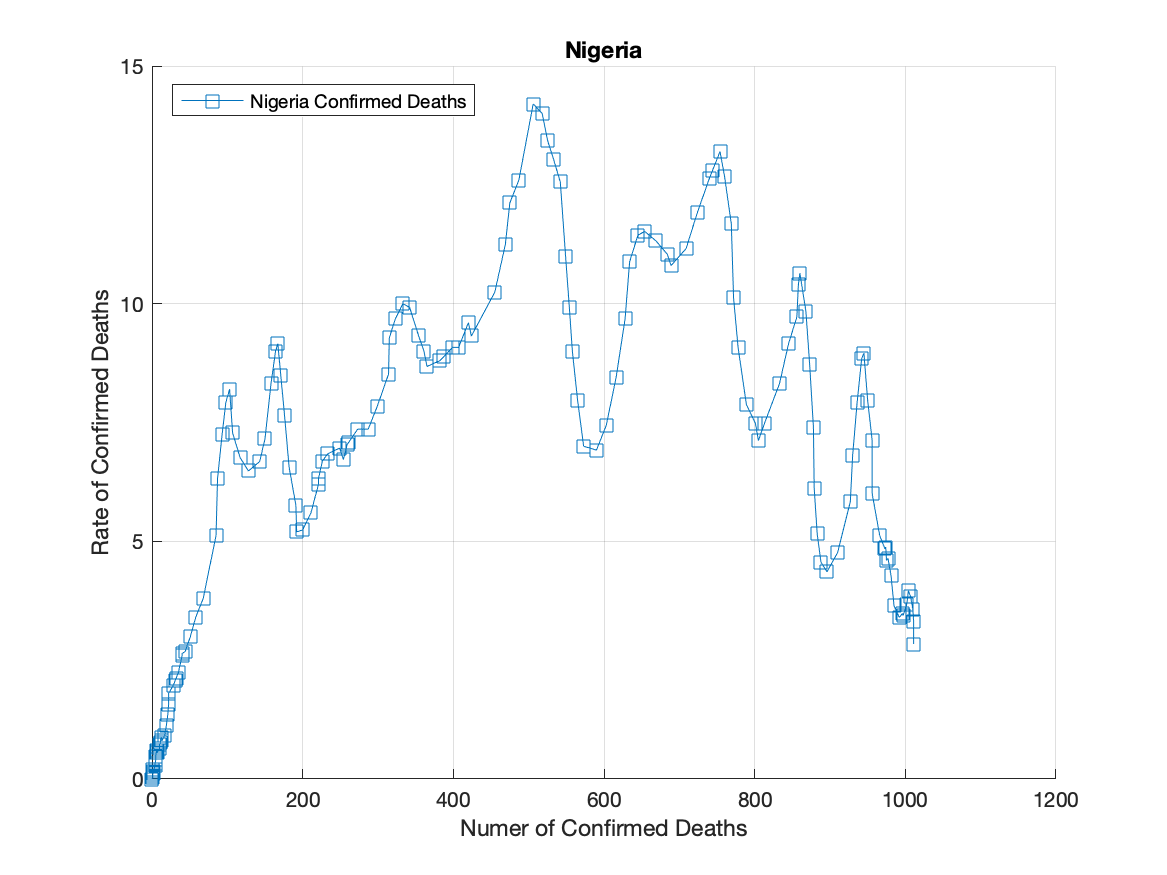 Nigeria
Nigeria Confirmed Deaths
15
10
5
0
Rate of Confirmed Deaths
0 200 400 600 800 1000 1200
Numer of Confirmed Deaths